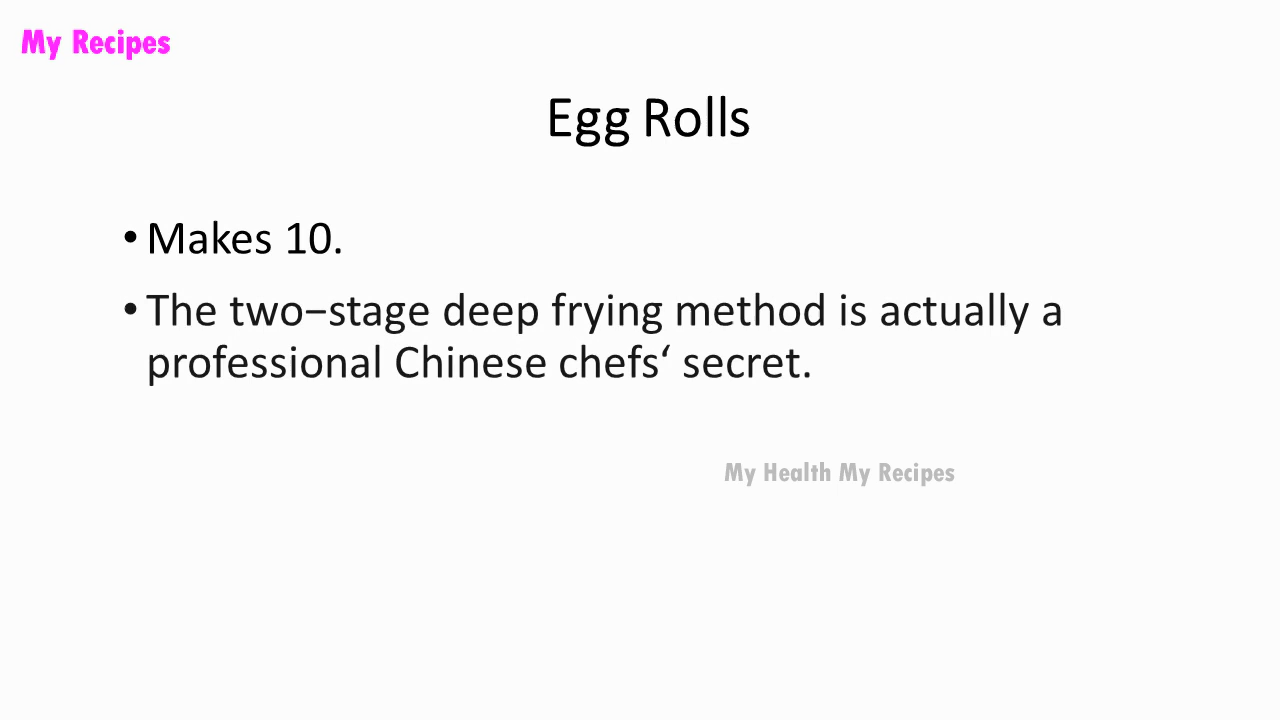 My Recipes
Egg Rolls
• Makes 10.
• The two–stage deep frying method is actually a
professional Chinese chefs‘ secret.
My Health My Recipes